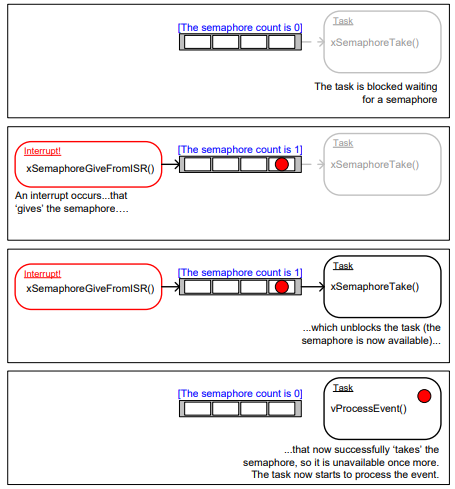 [The semaphore count is 0]
Task
xSemaphoreTake()
The task is blocked waiting
for a semaphore
Interrupt!
xSemaphoreGiveFromISR()
An interrupt occurs...that
'gives' the semaphore....
[The semaphore count is 1]
Task
xSemaphoreTake()
Interrupt!
xSemaphoreGiveFromISR()
[The semaphore count is 1]
Task
xSemaphoreTake()
...which unblocks the task (the
semaphore is now available)...
[The semaphore count is 0]
Task
vProcessEvent()
...that now successfully 'takes' the
semaphore, so it is unavailable once more.
The task now starts to process the event.